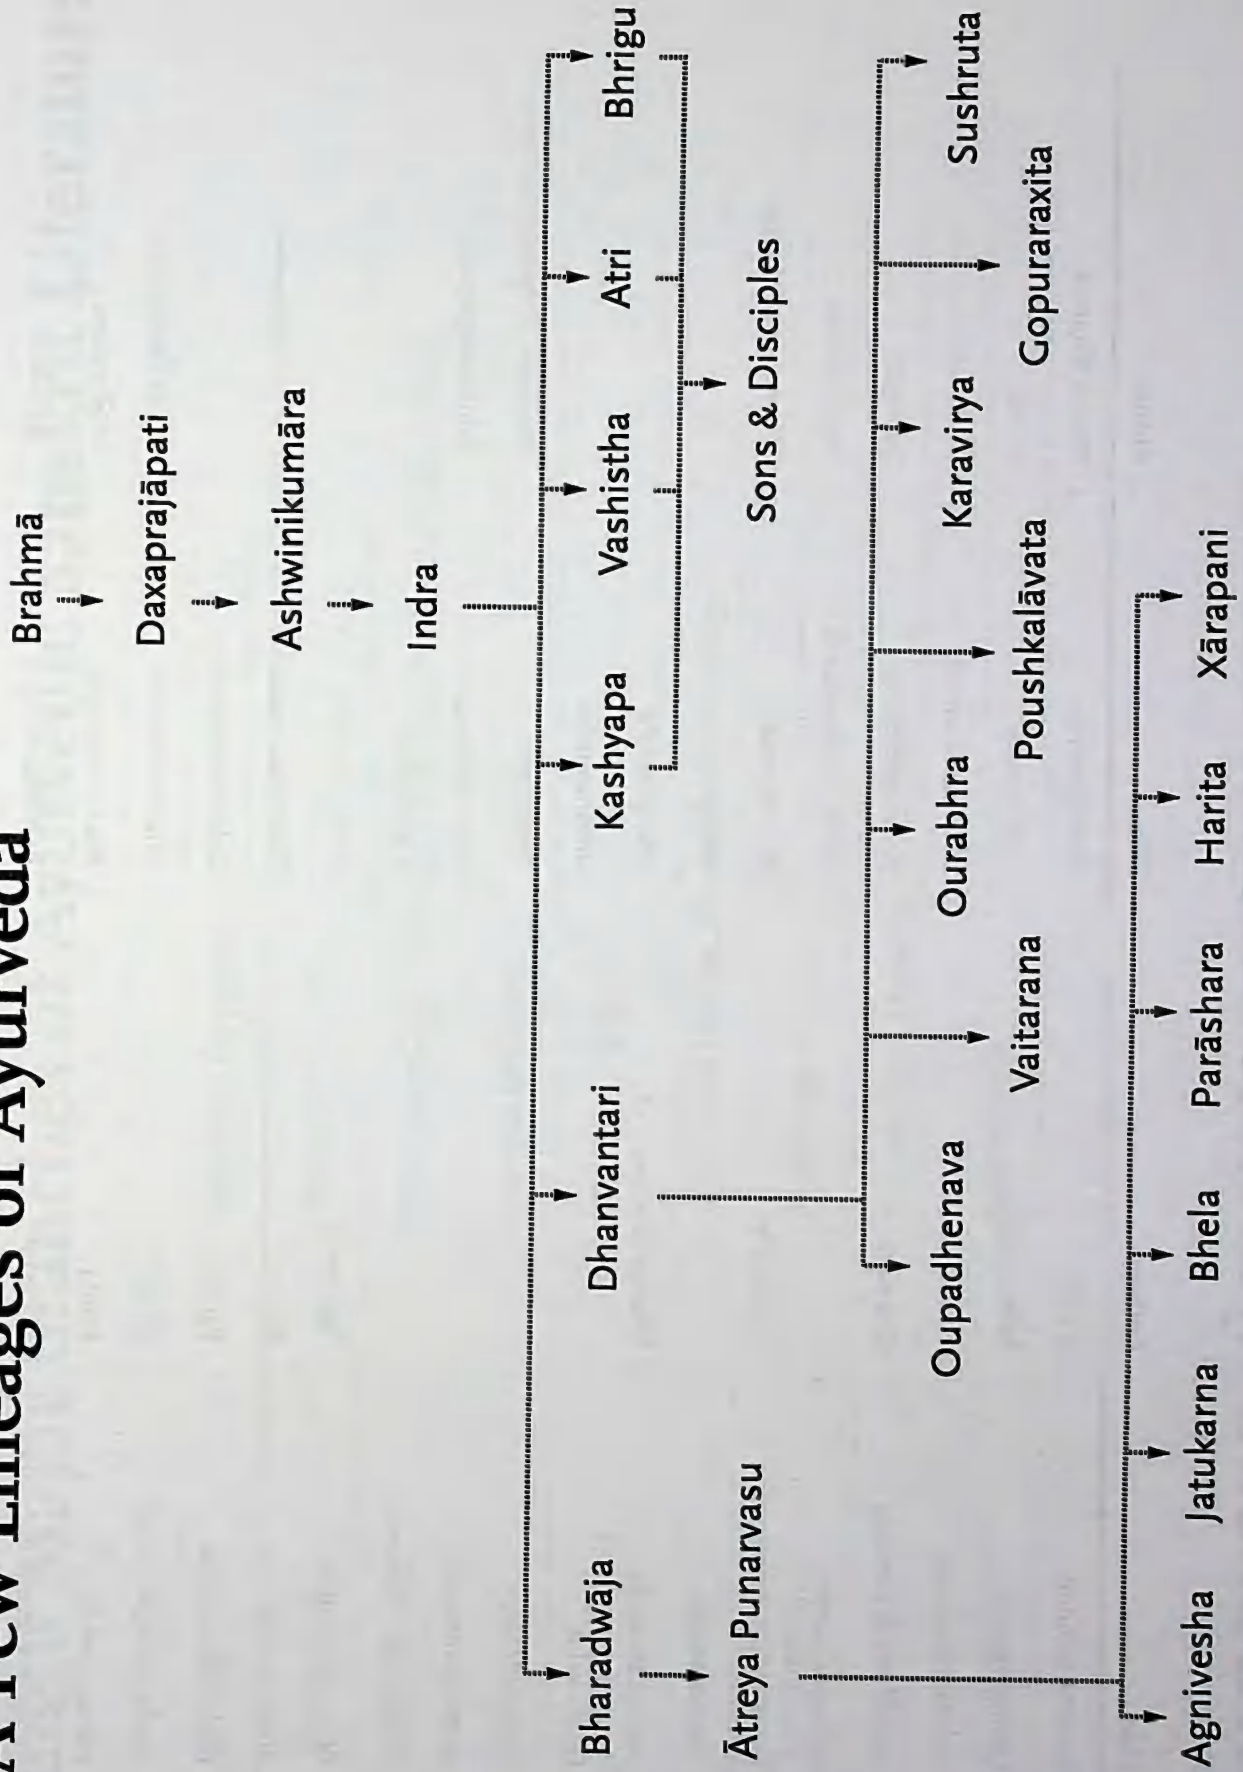 A Few Lineages of Ayurveda
Brahmā
Daxaprajāpati
Ashwinikumāra
Indra
Bharadwāja Dhanvantari Kashyapa Vashistha Atri Bhrigu
Ātreya Punarvasu Sons & Disciples
Oupadhenava Ourabhra Karavirya Sushruta
Vaitarana Poushkalāvata Gopuraraxita
Agnivesha Jatukarna Bhela Parāshara Harita Xārapani